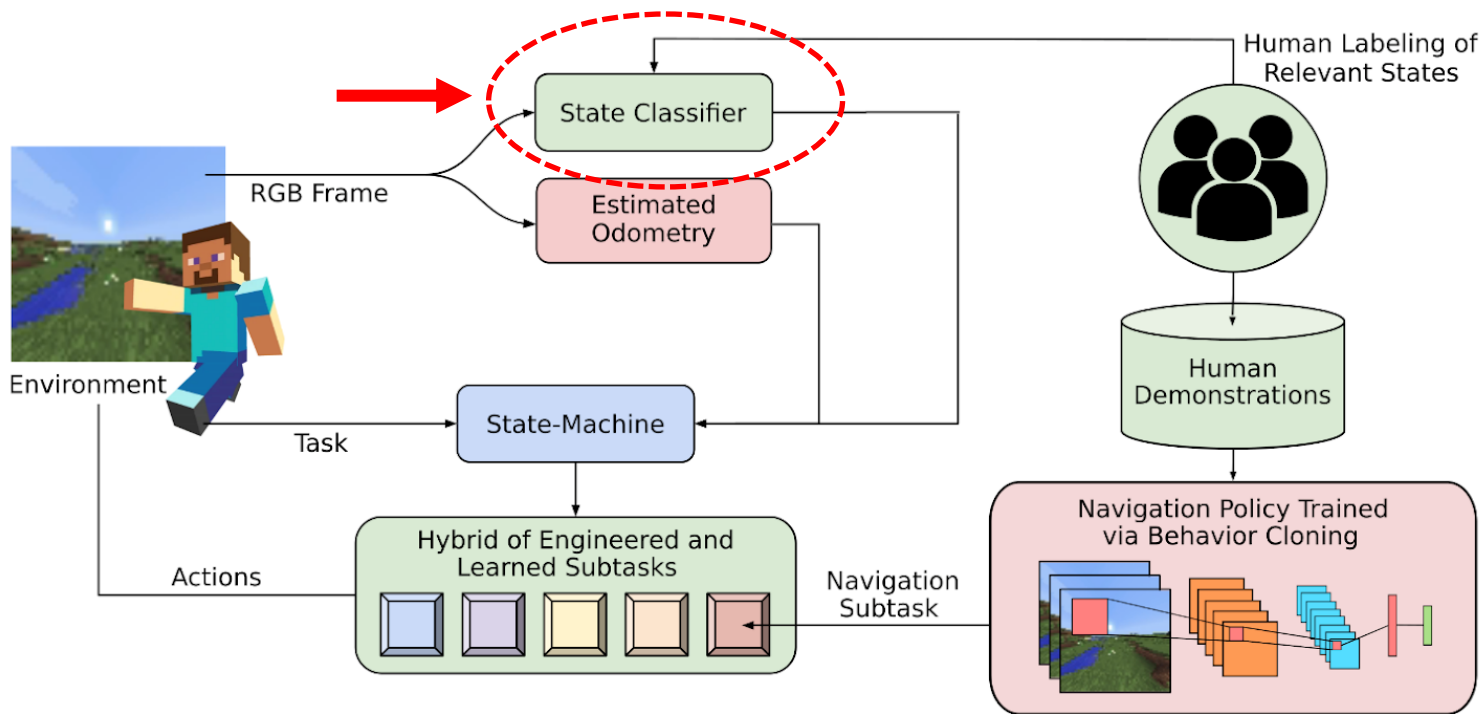 Human Labeling of
Relevant States
State Classifier
RGB Frame
Estimated
Odometry
Environment
Human
Demonstrations
State-Machine
Task
Navigation Policy Trained
via Behavior Cloning
Hybrid of Engineered and
Learned Subtasks
Actions
Navigation
Subtask